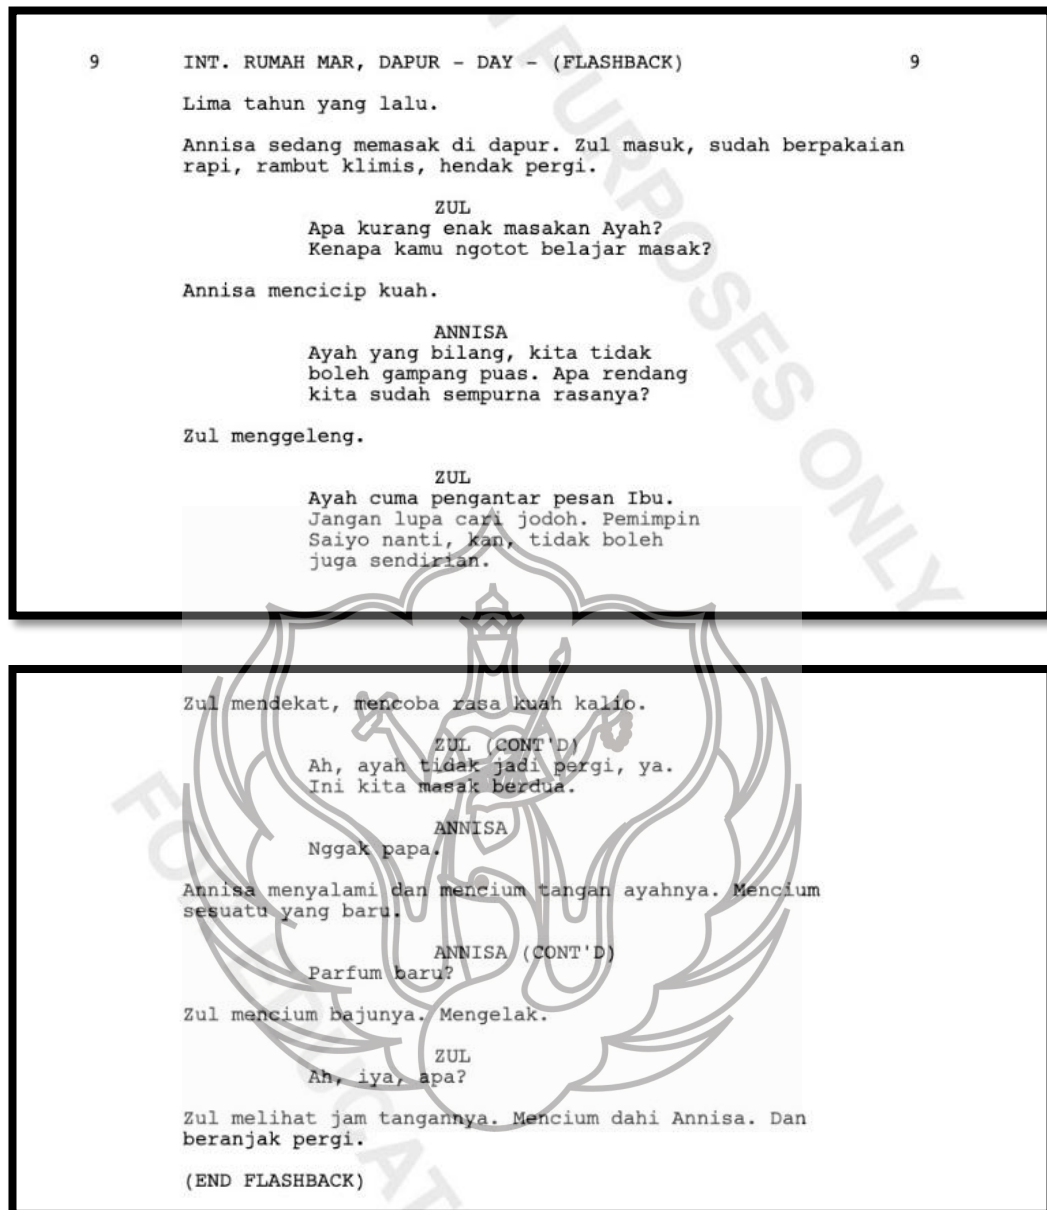 9 INT. RUMAH MAR, DAPUR - DAY - (FLASHBACK) 9
Lima tahun yang lalu.
Annisa sedang memasak di dapur. Zul masuk, sudah berpakaian
rapi, rambut klimis, hendak pergi.
ZUL
Apa kurang enak masakan Ayah?
Kenapa kamu ngotot belajar masak?
Annisa mencicip kuah.
ANNISA
Ayah yang bilang, kita tidak
boleh gampang puas. Apa rendang
kita sudah sempurna rasanya?
Zul menggeleng.
ZUL
Ayah cuma pengantar pesan Ibu.
Jangan lupa cari jodoh. Pemimpin
Saiyo nanti, kan, tidak boleh
juga sendirian.
PURPOSES ONLY
Zul mendekat, mencoba rasa kuah kalio.
ZUL (CONT'D)
Ah, ayah tidak jadi pergi, ya.
Ini kita masak berdua.
ANNISA
Nggak papa.
Annisa menyalami dan mencium tangan ayahnya. Mencium
sesuatu yang baru.
ANNISA (CONT'D)
Parfum baru?
Zul mencium bajunya. Mengelak.
ZUL
Ah, iya, apa?
Zul melihat jam tangannya. Mencium dahi Annisa. Dan
beranjak pergi.
(END FLASHBACK)
FOR